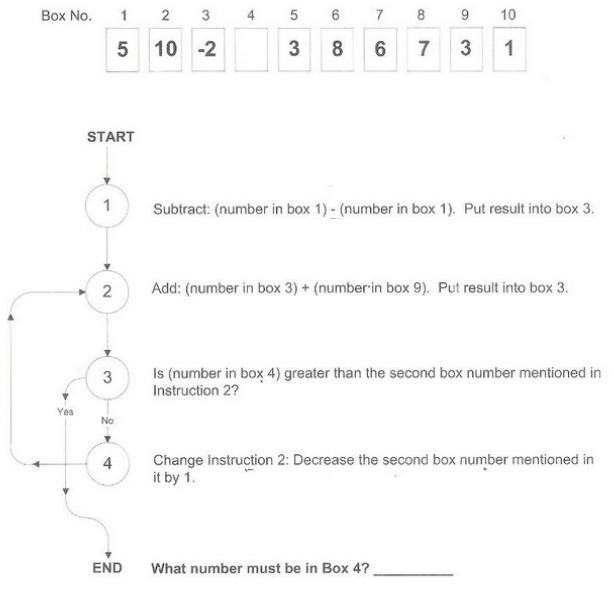 Box No. 1 2 3 4 5 6 7 8 9 10
5 10 -2 3 8 6 7 3 1
START
1 Subtract: (number in box 1) - (number in box 1). Put result into box 3.
2 Add: (number in box 3) + (number in box 9). Put result into box 3.
3 Is (number in box 4) greater than the second box number mentioned in
Instruction 2?
Yes
No
4 Change Instruction 2: Decrease the second box number mentioned in
it by 1.
END What number must be in Box 4? __________